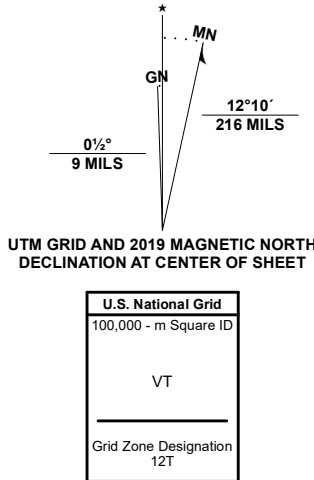 ★
MN
GN
0½°
9 MILS
12°10´
216 MILS
UTM GRID AND 2019 MAGNETIC NORTH
DECLINATION AT CENTER OF SHEET
U.S. National Grid
100,000 - m Square ID
VT
Grid Zone Designation
12T